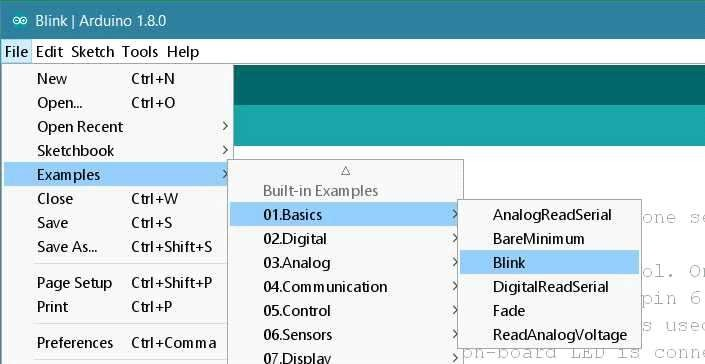 Blink | Arduino 1.8.0
File Edit Sketch Tools Help
New Ctrl+N
Open... Ctrl+O
Open Recent
Sketchbook
Examples
Close Ctrl+W
Save Ctrl+S
Save As... Ctrl+Shift+S
Page Setup Ctrl+Shift+P
Print Ctrl+P
Preferences Ctrl+Comma
Built-in Examples
01.Basics
02.Digital
03.Analog
04.Communication
05.Control
06.Sensors
07.Display
AnalogReadSerial
BareMinimum
Blink
DigitalReadSerial
Fade
ReadAnalogVoltage
one se
ol. On
pin 6
s used
ph-board LED is conne